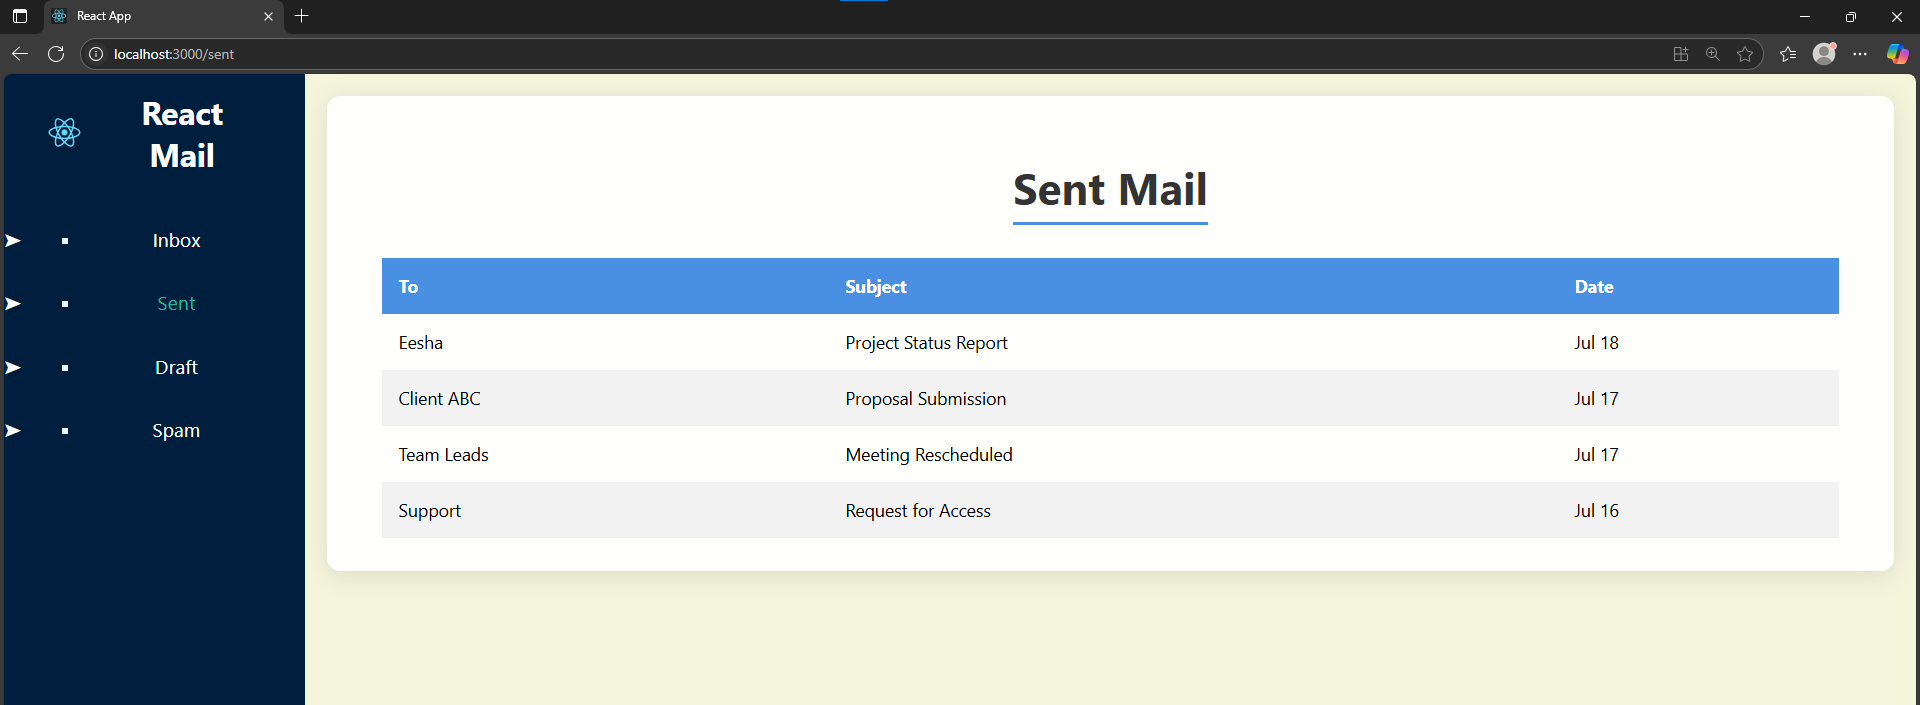 React App
localhost:3000/sent
React
Mail
Inbox
Sent
Draft
Spam
Sent Mail
To Subject Date
Eesha Project Status Report Jul 18
Client ABC Proposal Submission Jul 17
Team Leads Meeting Rescheduled Jul 17
Support Request for Access Jul 16